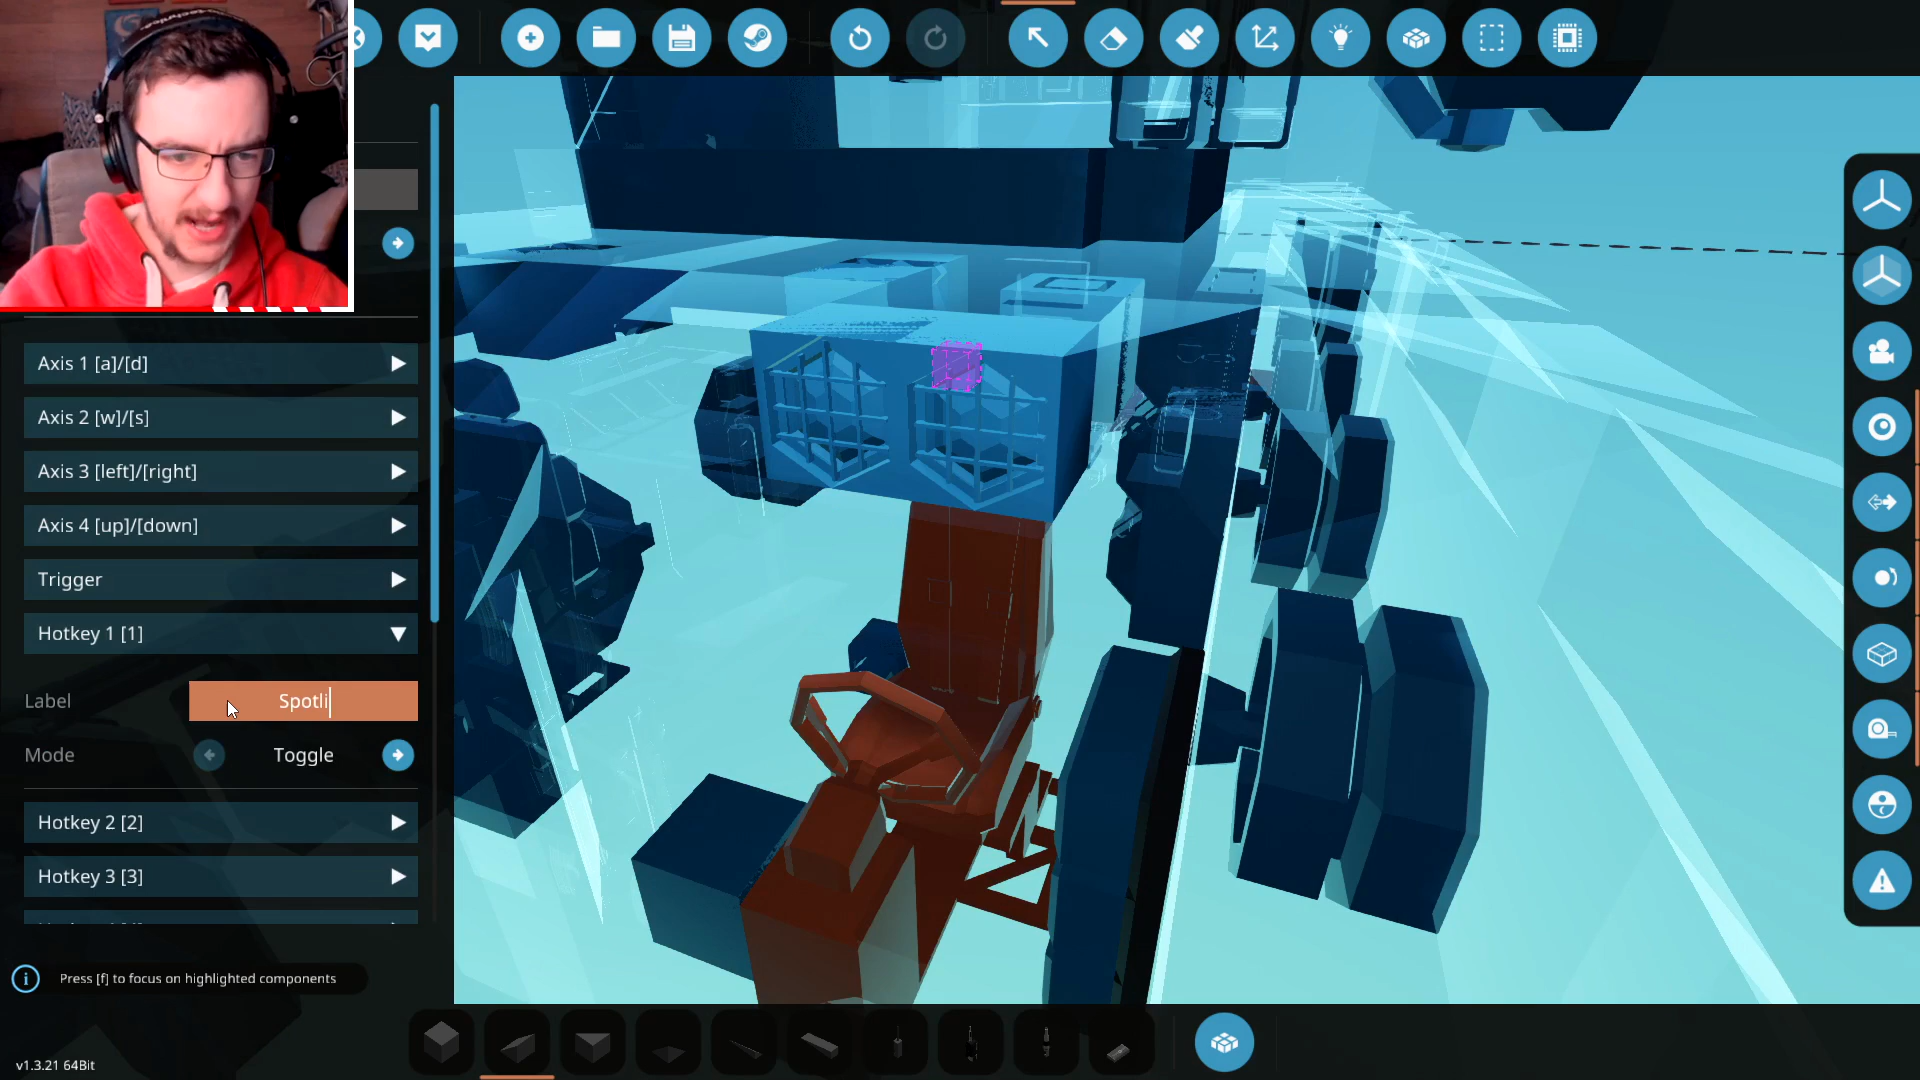 Axis 1 [a]/[d]
Axis 2 [w]/[s]
Axis 3 [left]/[right]
Axis 4 [up]/[down]
Trigger
Hotkey 1 [1]
Label Spotli
Mode Toggle
Hotkey 2 [2]
Hotkey 3 [3]
Press [f] to focus on highlighted components
v1.3.21 64Bit